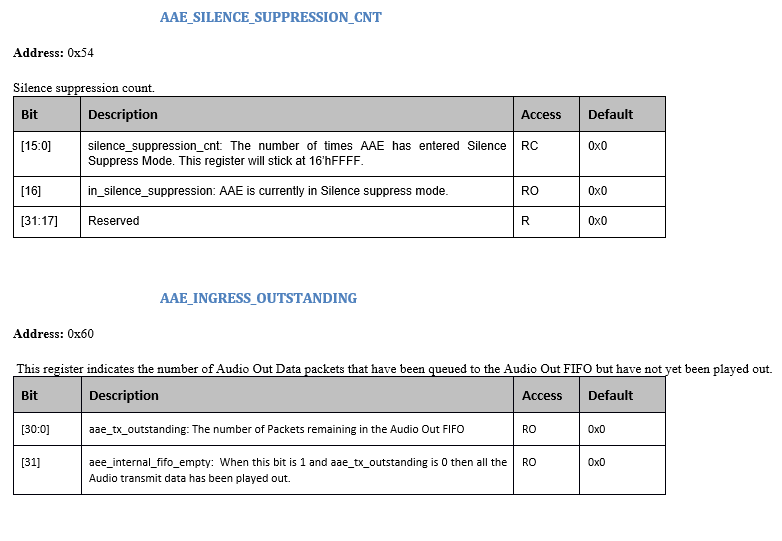 AAE_SILENCE_SUPPRESSION_CNT
Address: 0x54
Silence suppression count.
Bit Description Access Default
[15:0] silence_suppression_cnt: The number of times AAE has entered Silence RC 0x0
Suppress Mode. This register will stick at 16'hFFFF.
[16] in_silence_suppression: AAE is currently in Silence suppress mode. RO 0x0
[31:17] Reserved R 0x0
AAE_INGRESS_OUTSTANDING
Address: 0x60
This register indicates the number of Audio Out Data packets that have been queued to the Audio Out FIFO but have not yet been played out.
Bit Description Access Default
[30:0] aae_tx_outstanding: The number of Packets remaining in the Audio Out FIFO RO 0x0
[31] aee_internal_fifo_empty: When this bit is 1 and aae_tx_outstanding is 0 then all the RO 0x0
Audio transmit data has been played out.